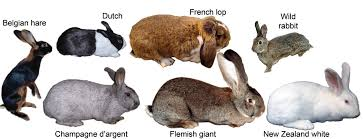 Belgian hare
Dutch
French lop
Wild
rabbit
Champagne d'argent
Flemish giant
New Zealand white